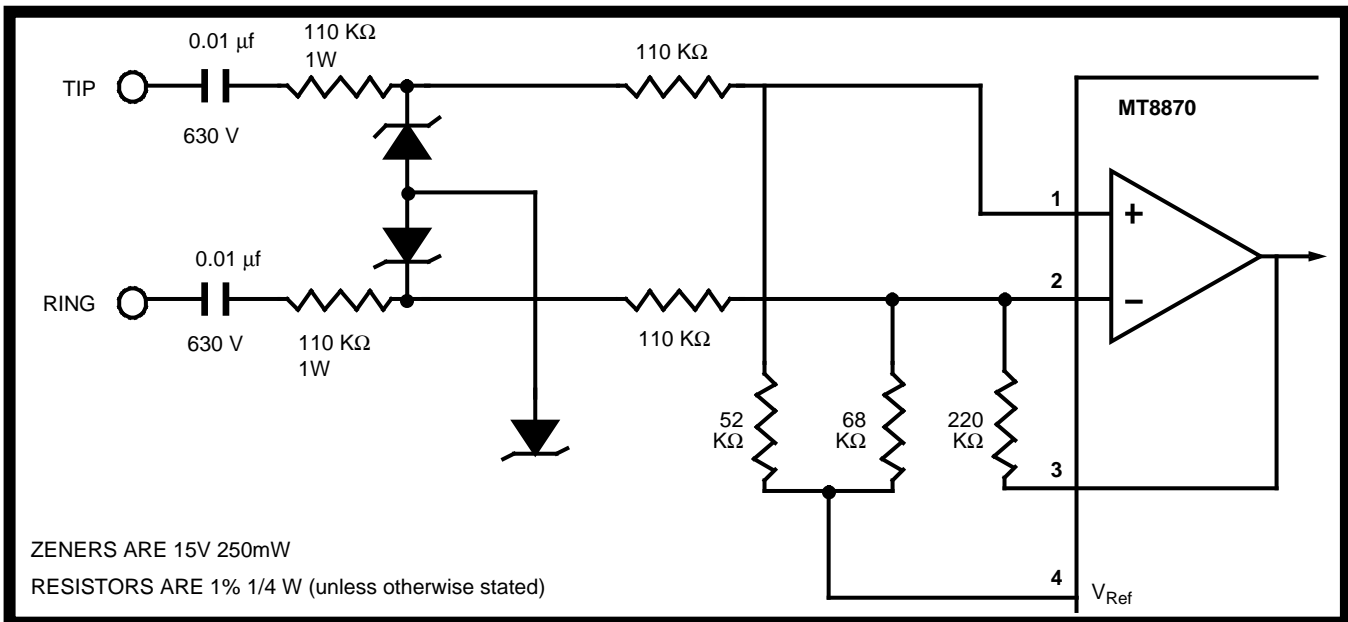 0.01 μf
110 KΩ
1W
110 KΩ
TIP
MT8870
630 V
1
+
0.01 μf
2
RING
−
630 V
110 KΩ
1W
110 KΩ
52
KΩ
68
KΩ
220
KΩ
3
ZENERS ARE 15V 250mW
RESISTORS ARE 1% 1/4 W (unless otherwise stated)
4
VRef